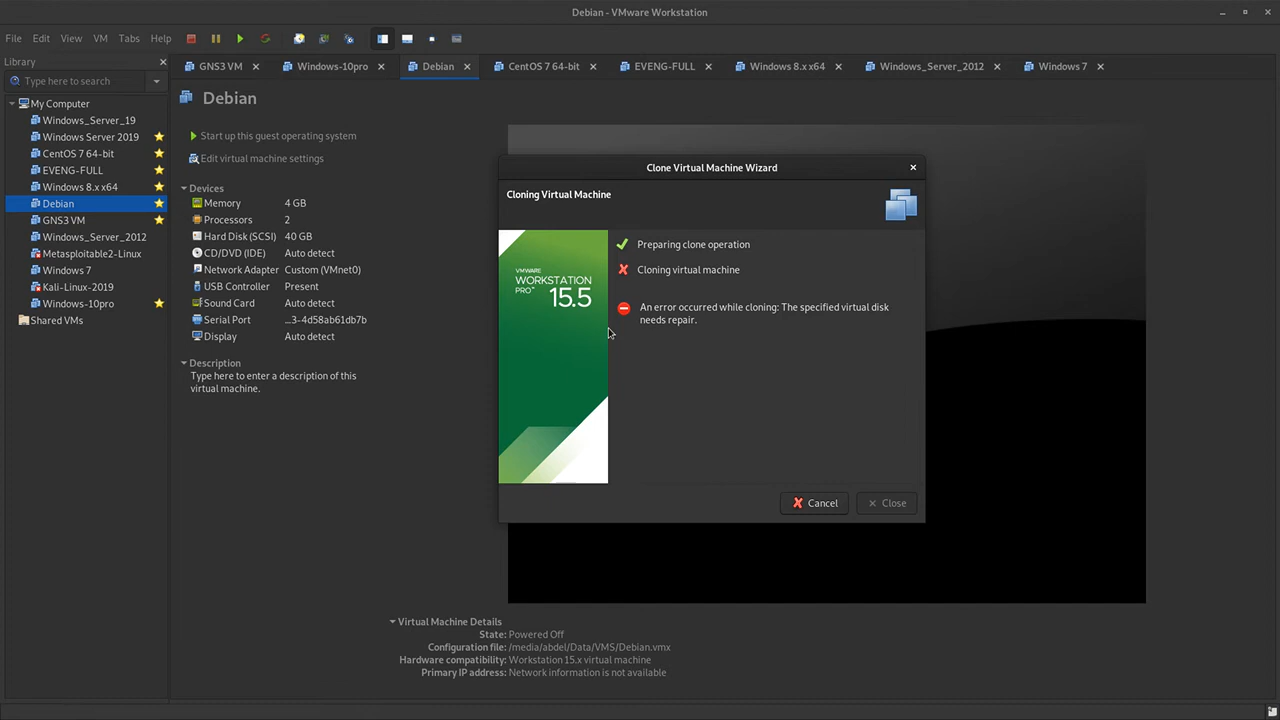 Debian - VMware Workstation
File Edit View VM Tabs Help
Library
GNS3 VM Windows-10pro Debian CentOS 7 64-bit EVENG-FULL Windows 8.x x64 Windows_Server_2012 Windows 7
Type here to search
My Computer
Windows_Server_19
Windows Server 2019
CentOS 7 64-bit
EVENG-FULL
Windows 8.x x64
Debian
GNS3 VM
Windows_Server_2012
Metasploitable2-Linux
Windows 7
Kali-Linux-2019
Windows-10pro
Shared VMs
Debian
Start up this guest operating system
Edit virtual machine settings
Devices
Memory 4 GB
Processors 2
Hard Disk (SCSI) 40 GB
CD/DVD (IDE) Auto detect
Network Adapter Custom (VMnet0)
USB Controller Present
Sound Card Auto detect
Serial Port ...3-4d58ab61db7b
Display Auto detect
Description
Type here to enter a description of this
virtual machine.
Clone Virtual Machine Wizard
Cloning Virtual Machine
VMWARE
WORKSTATION
PRO™ 15.5
Preparing clone operation
Cloning virtual machine
An error occurred while cloning: The specified virtual disk
needs repair.
Cancel Close
Virtual Machine Details
State: Powered Off
Configuration file: /media/abdel/Data/VMS/Debian.vmx
Hardware compatibility: Workstation 15.x virtual machine
Primary IP address: Network information is not available